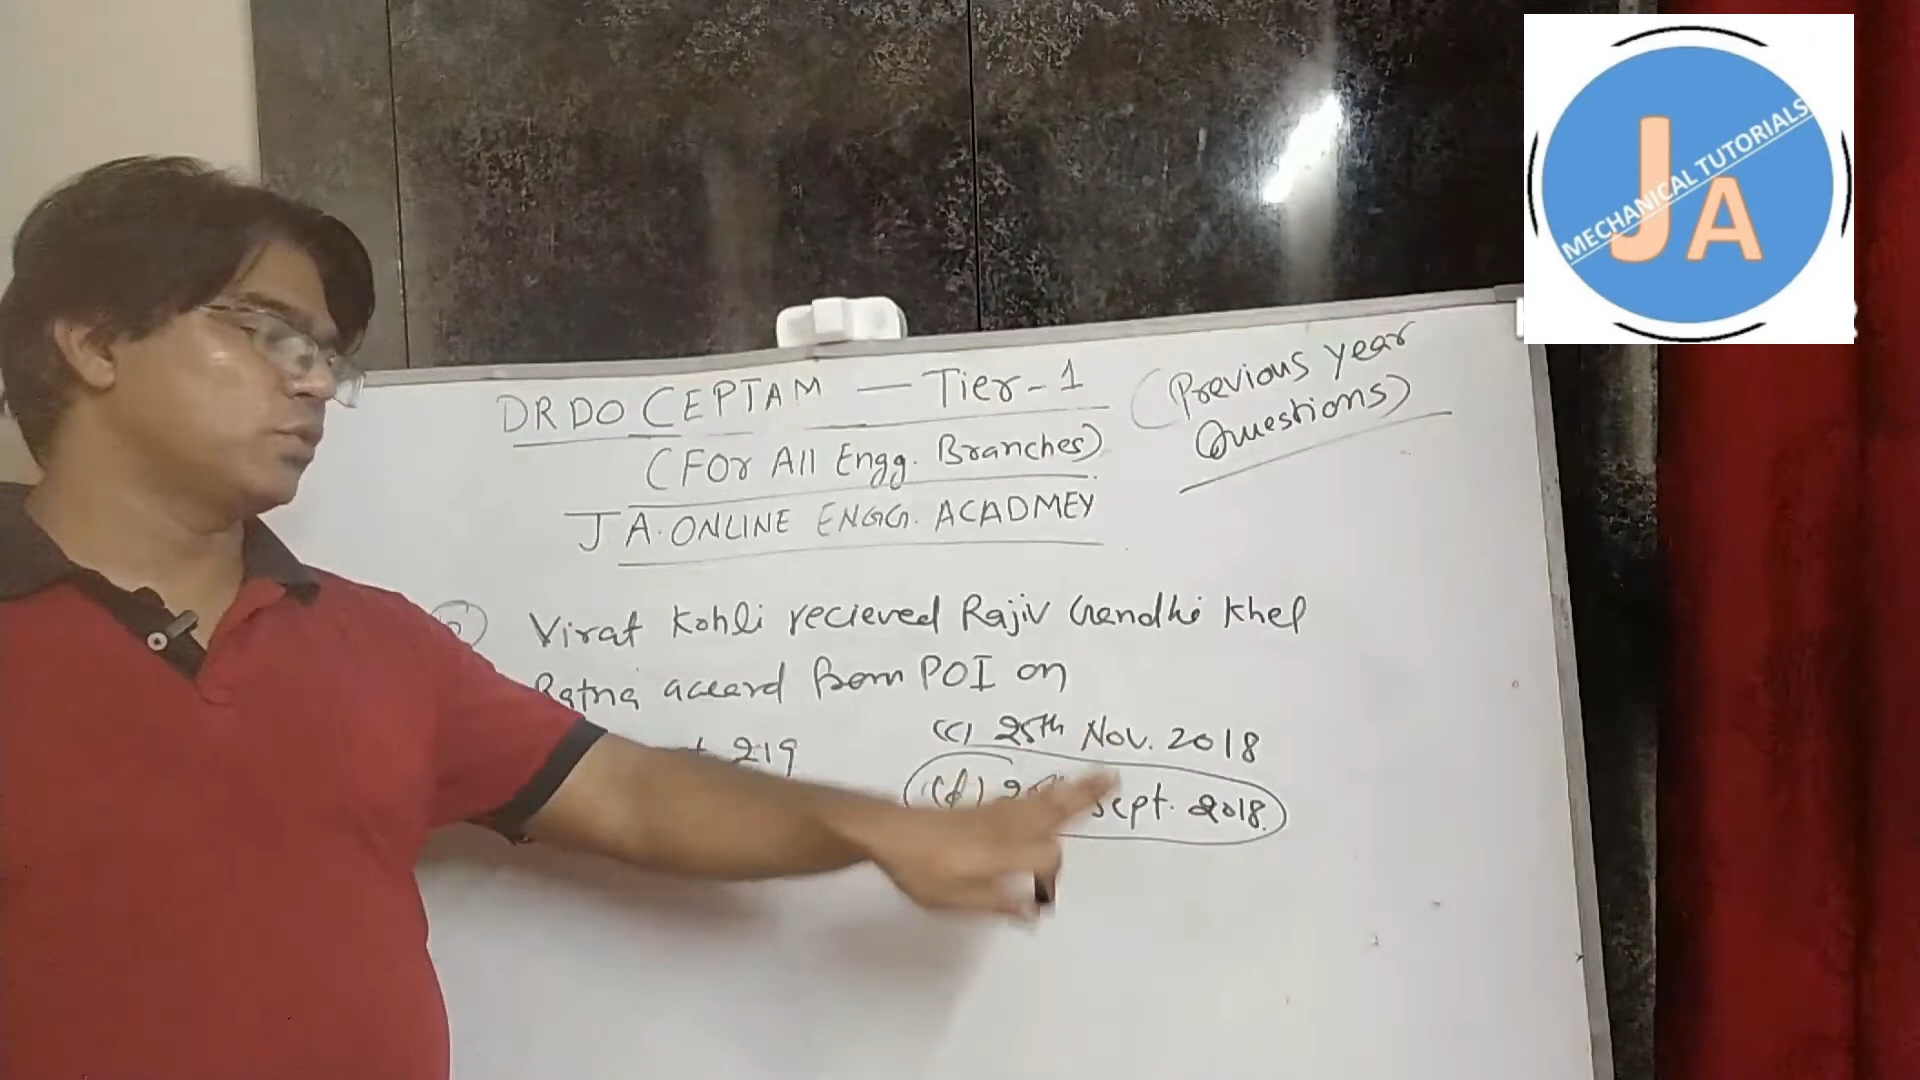 JA
MECHANICAL TUTORIALS
DRDO CEPTAM — Tier-1
(Previous year
Questions)
(For All Engg. Branches)
JA. ONLINE ENGG. ACADMEY
Virat Kohli recieved Rajiv Gandhi Khel
Ratna award from POI on
219
(c) 25th Nov. 2018
(d) Sept. 2018.